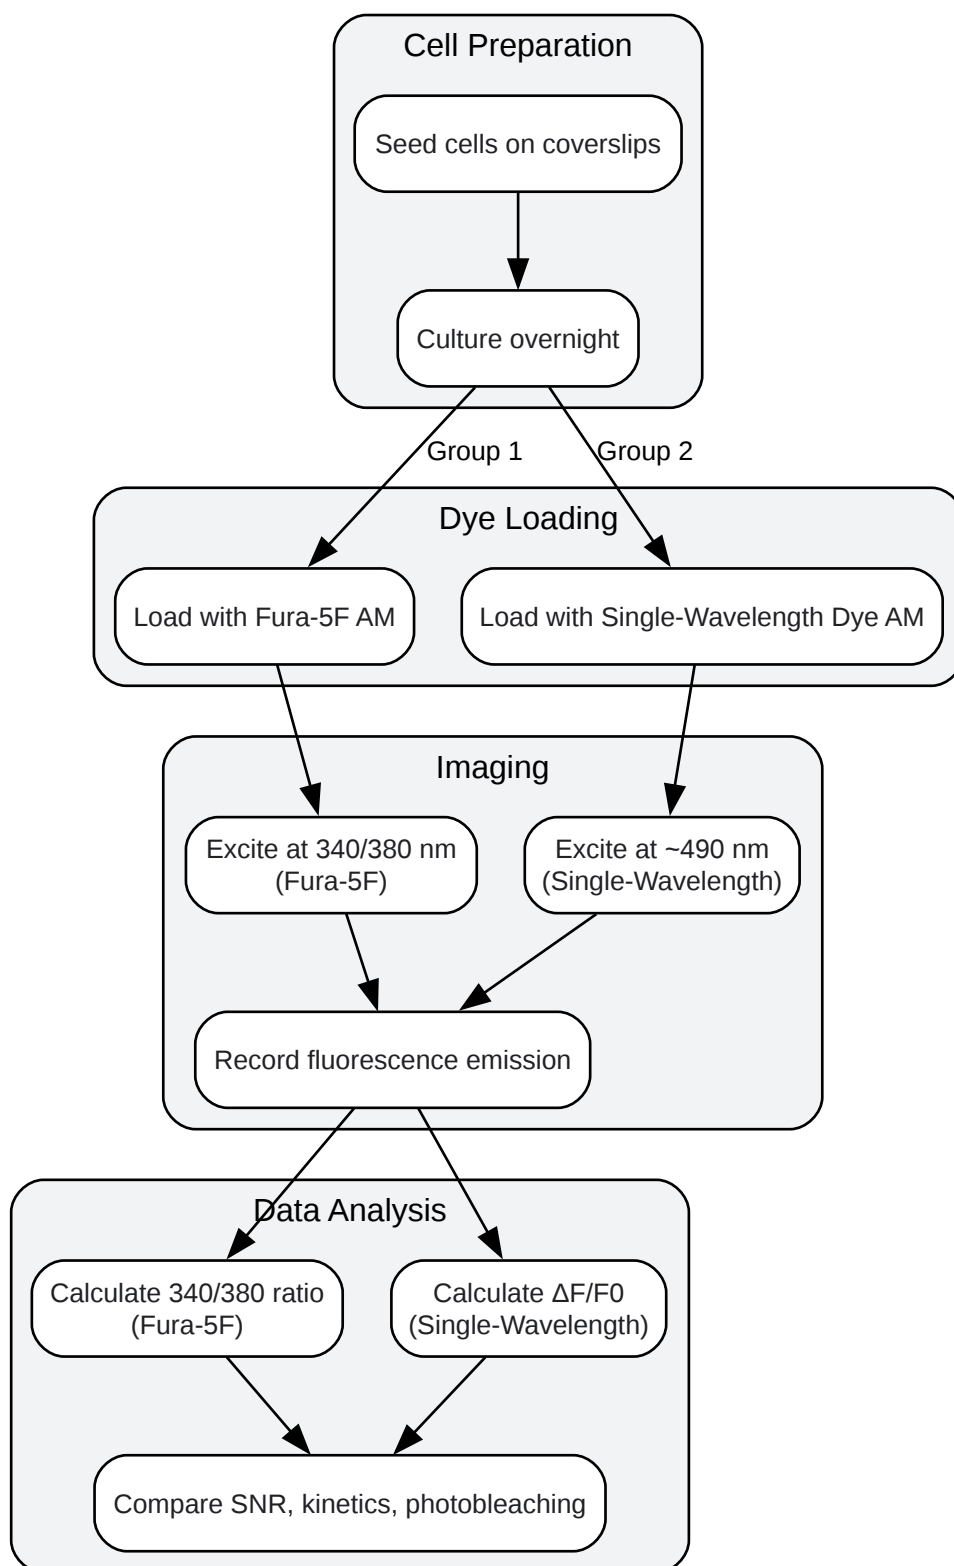 Cell Preparation
Seed cells on coverslips
Culture overnight
Group 1
Group 2
Dye Loading
Load with Fura-5F AM
Load with Single-Wavelength Dye AM
Imaging
Excite at 340/380 nm
(Fura-5F)
Excite at ~490 nm
(Single-Wavelength)
Record fluorescence emission
Data Analysis
Calculate 340/380 ratio
(Fura-5F)
Calculate ΔF/F0
(Single-Wavelength)
Compare SNR, kinetics, photobleaching